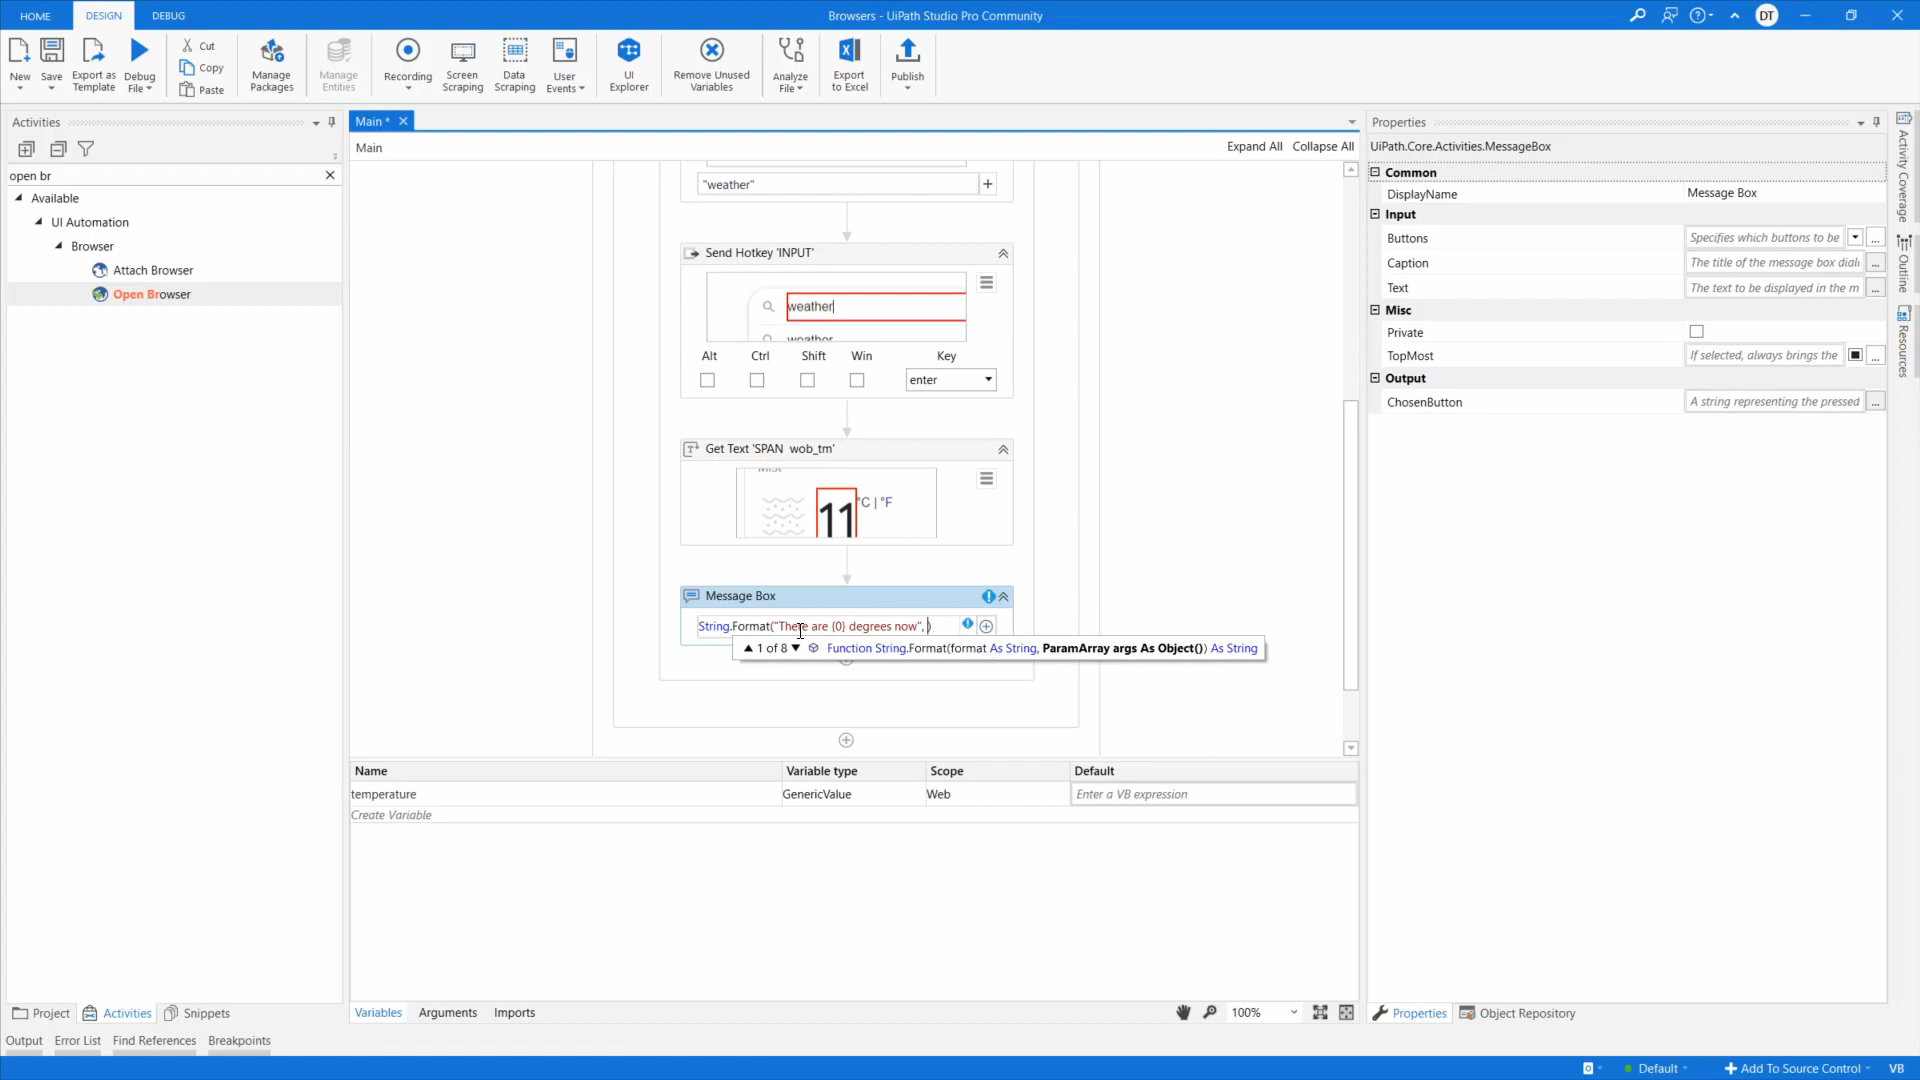 HOME
DESIGN
DEBUG
Browsers - UiPath Studio Pro Community
DT
New
Save
Export as
Template
Debug
File
Cut
Copy
Paste
Manage
Packages
Manage
Entities
Recording
Screen
Scraping
Data
Scraping
User
Events
UI
Explorer
Remove Unused
Variables
Analyze
File
Export
to Excel
Publish
Activities
open br
Available
UI Automation
Browser
Attach Browser
Open Browser
Main *
Main
Expand All
Collapse All
"weather"
Send Hotkey 'INPUT'
weather
weather
Alt
Ctrl
Shift
Win
Key
enter
Get Text 'SPAN wob_tm'
Mist
11
°C | °F
Message Box
String.Format("There are {0} degrees now", )
1 of 8
Function String.Format(format As String, ParamArray args As Object()) As String
Name
Variable type
Scope
Default
temperature
GenericValue
Web
Enter a VB expression
Create Variable
Variables
Arguments
Imports
100%
Properties
UiPath.Core.Activities.MessageBox
Common
DisplayName
Message Box
Input
Buttons
Specifies which buttons to be
...
Caption
The title of the message box dial
...
Text
The text to be displayed in the m
...
Misc
Private
TopMost
If selected, always brings the
...
Output
ChosenButton
A string representing the pressed
...
Activity Coverage
Outline
Resources
Project
Activities
Snippets
Properties
Object Repository
Output
Error List
Find References
Breakpoints
Default
Add To Source Control
VB